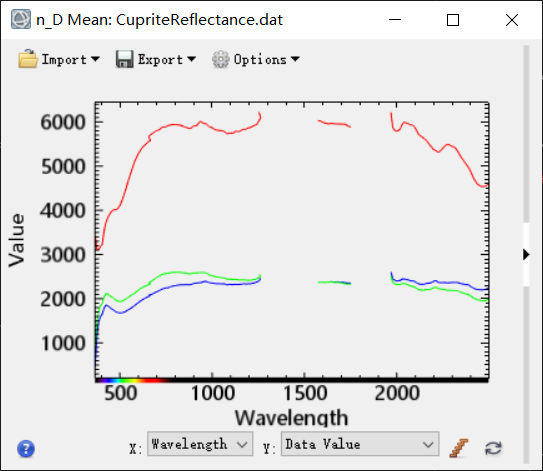 n_D Mean: CupriteReflectance.dat
Import Export Options
6000
5000
4000
3000
2000
1000
Value
500 1000 1500 2000
Wavelength
X: Wavelength Y: Data Value
?